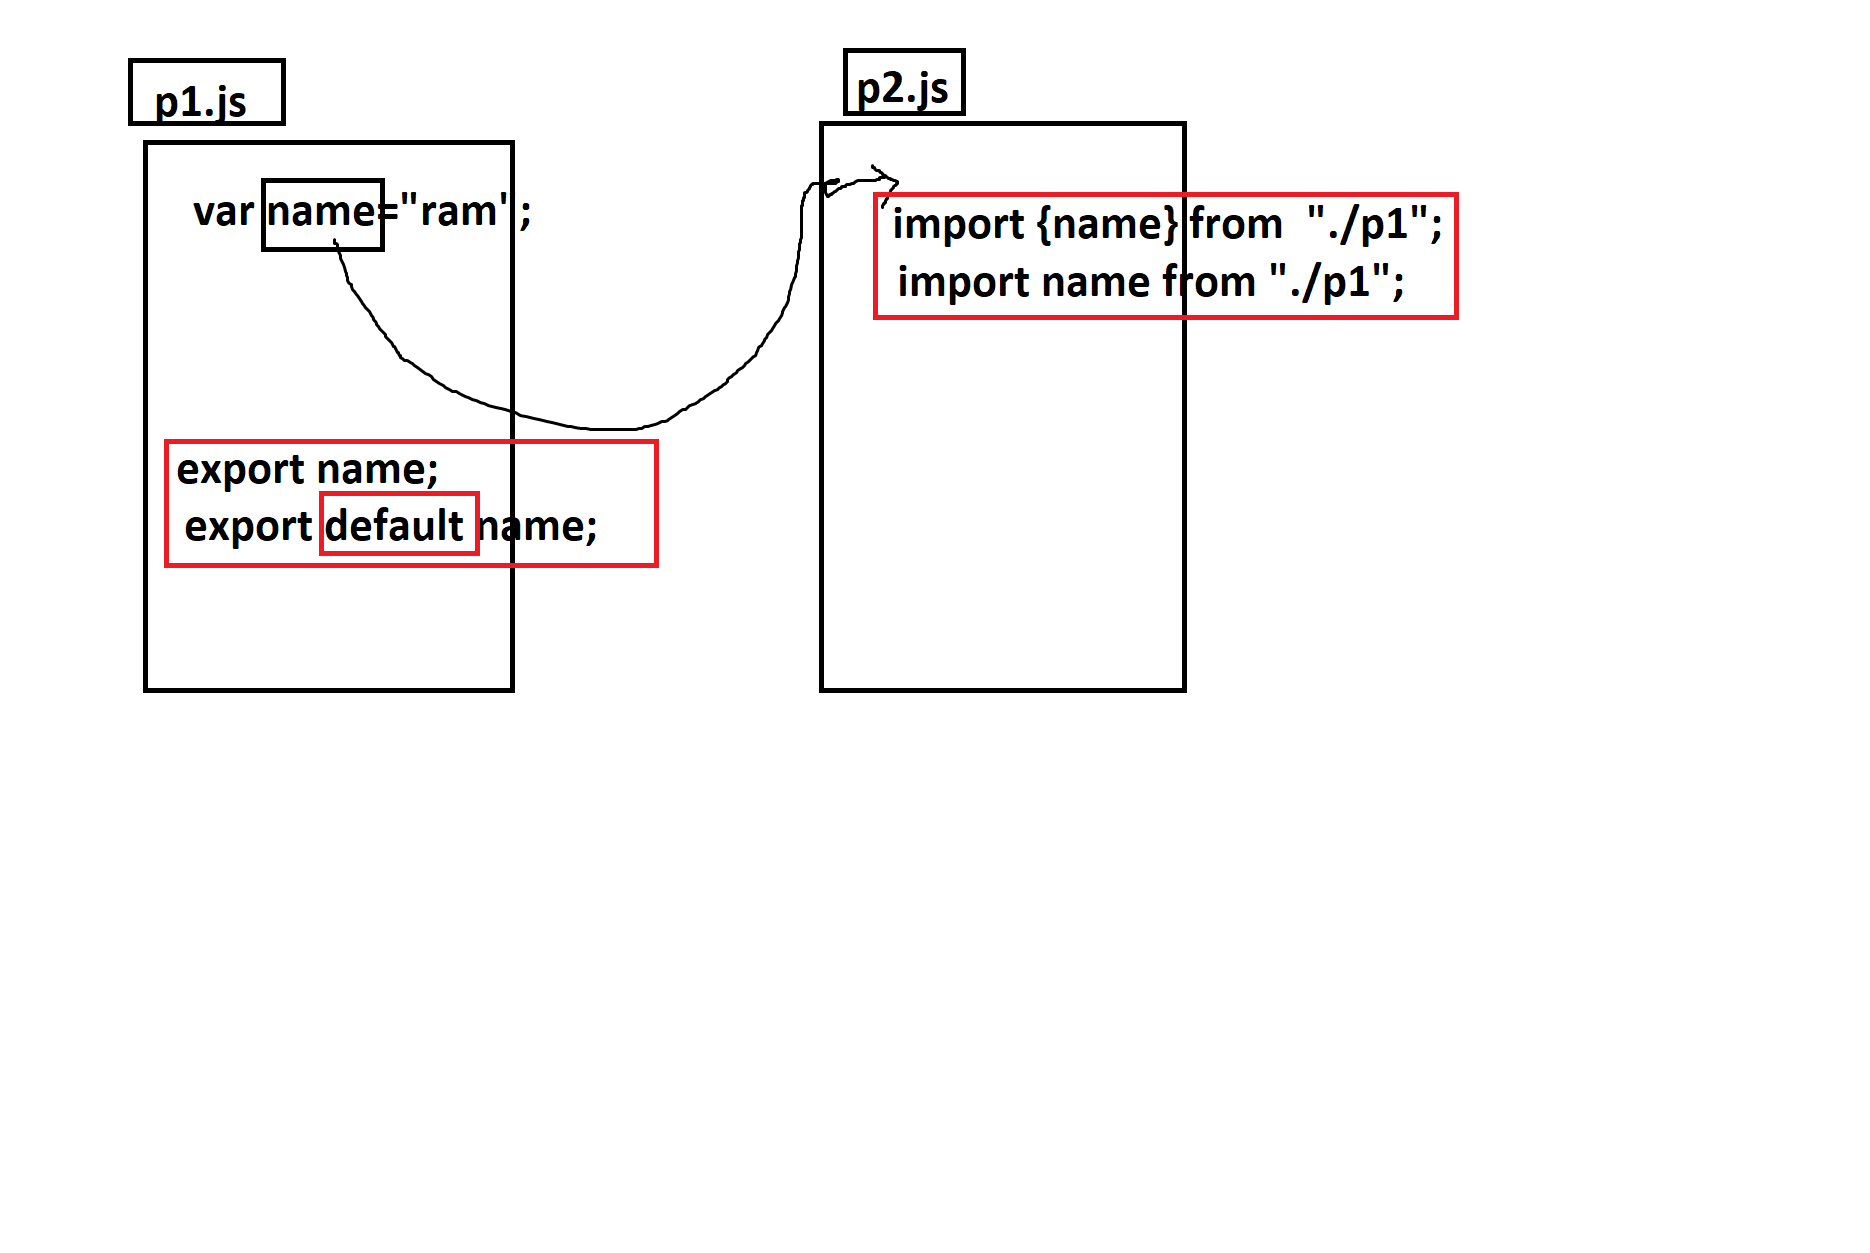 p1.js
var name="ram";
export name;
export default name;
p2.js
import {name} from "./p1";
import name from "./p1";